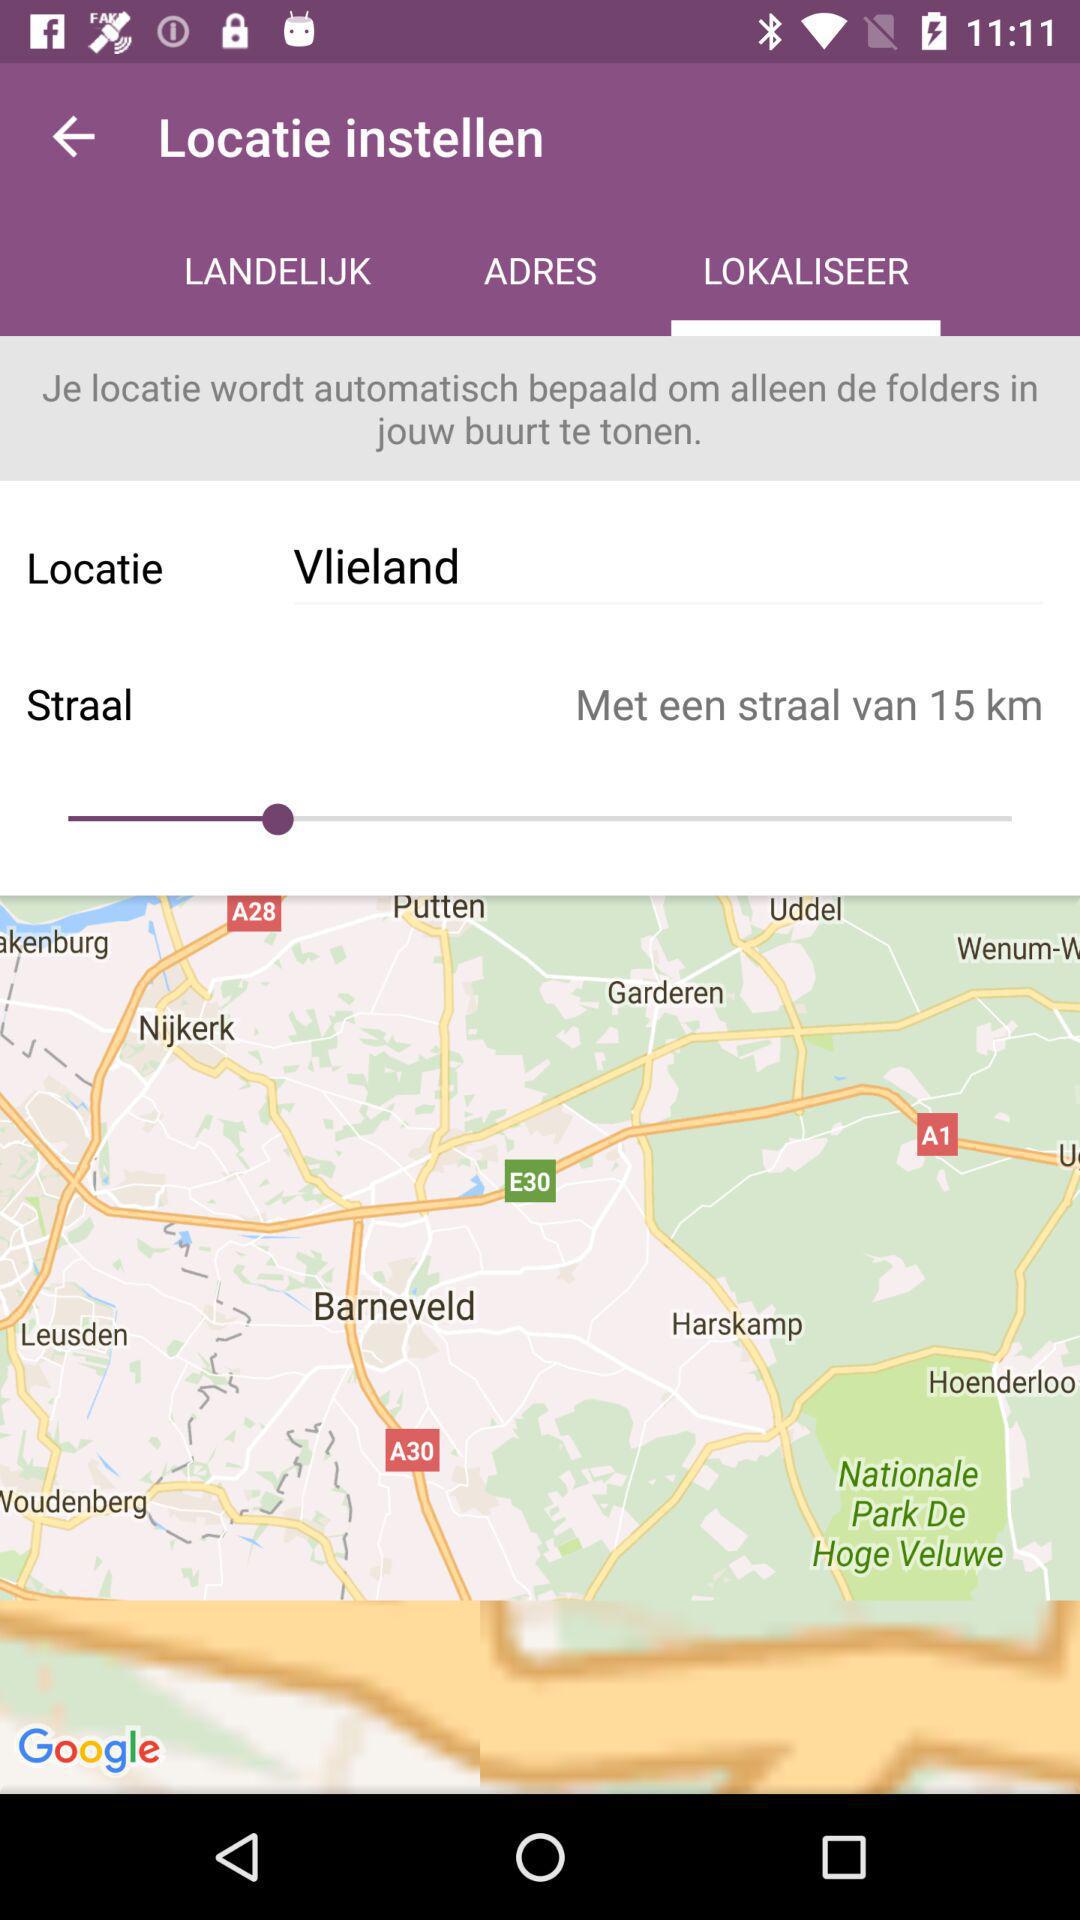 FAKE
11:11
Locatie instellen
LANDELIJK ADRES LOKALISEER
Je locatie wordt automatisch bepaald om alleen de folders in
jouw buurt te tonen.
Locatie Vlieland
Straal Met een straal van 15 km
A28
Putten
Uddel
akenburg
Wenum-W
Garderen
Nijkerk
A1
E30
Barneveld
Harskamp
Leusden
Hoenderloo
A30
Nationale
Park De
Hoge Veluwe
Woudenberg
Google